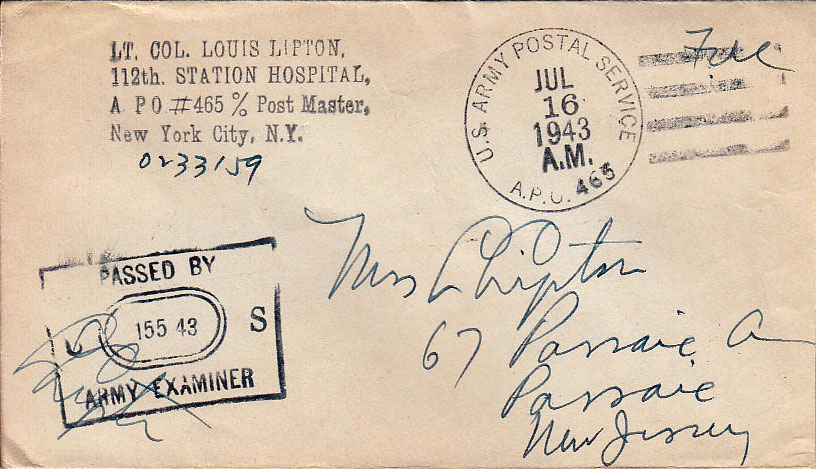 LT. COL. LOUIS LIPTON,
112th. STATION HOSPITAL,
A P O #465 % Post Master,
New York City, N.Y.
0233159
U.S. ARMY POSTAL SERVICE
JUL
16
1943
A.M.
A.P.O. 465
Free
PASSED BY
U 155 43 S
ARMY EXAMINER
Mrs L Lipton
67 Passaic A
Passaic
New Jersey